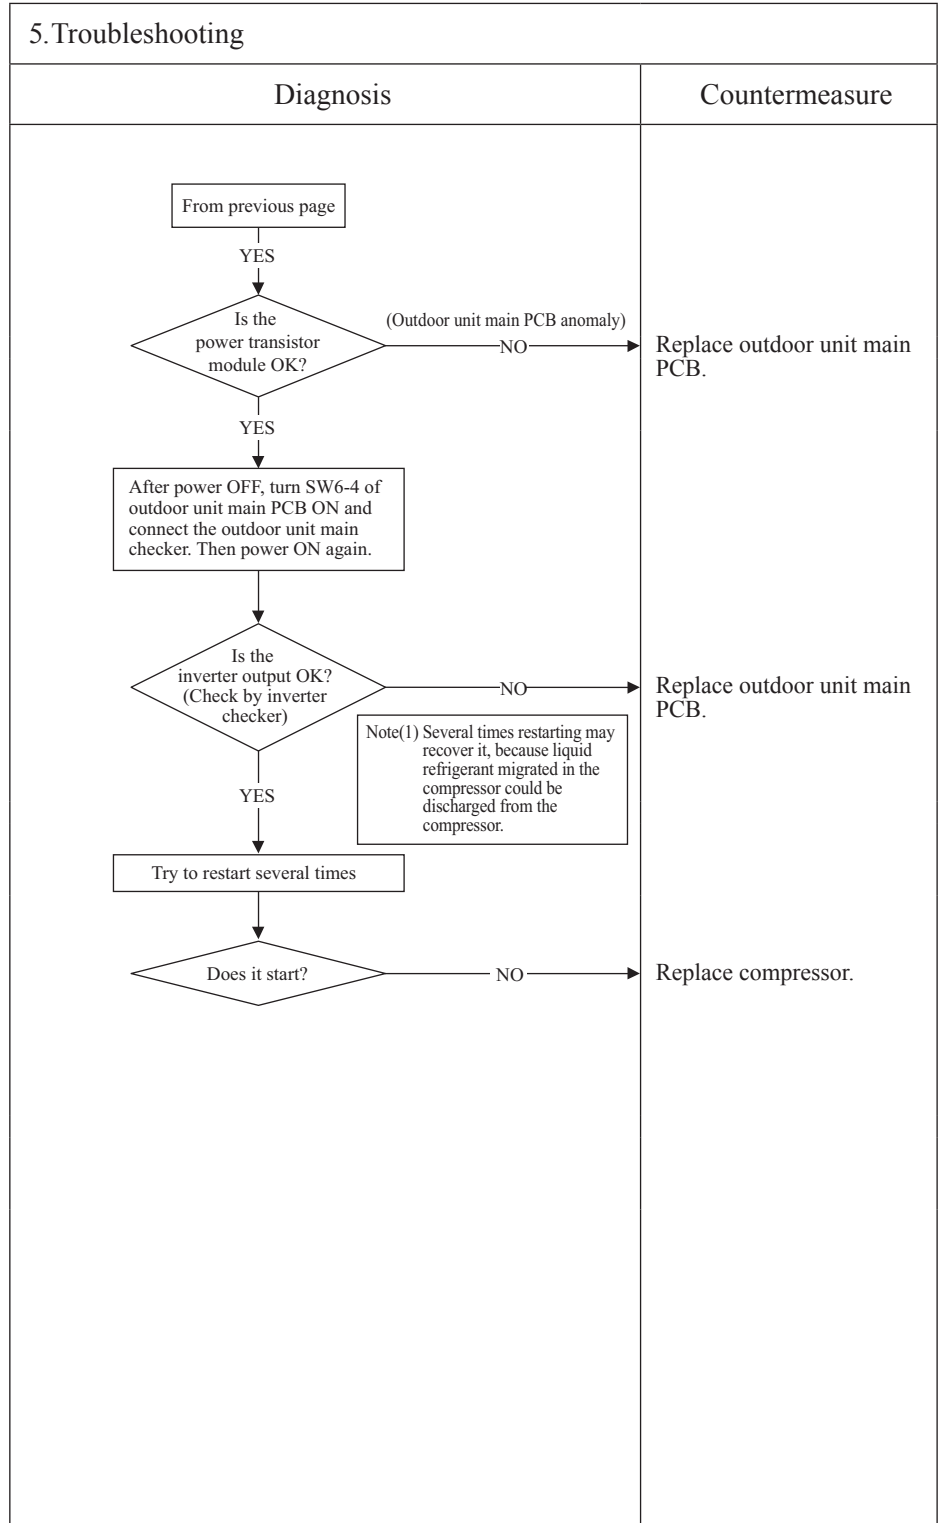 5.Troubleshooting
Diagnosis
Countermeasure
From previous page
YES
Is the
power transistor
module OK?
(Outdoor unit main PCB anomaly)
NO
Replace outdoor unit main
PCB.
YES
After power OFF, turn SW6-4 of
outdoor unit main PCB ON and
connect the outdoor unit main
checker. Then power ON again.
Is the
inverter output OK?
(Check by inverter
checker)
NO
Replace outdoor unit main
PCB.
Note(1) Several times restarting may
recover it, because liquid
refrigerant migrated in the
compressor could be
discharged from the
compressor.
YES
Try to restart several times
Does it start?
NO
Replace compressor.